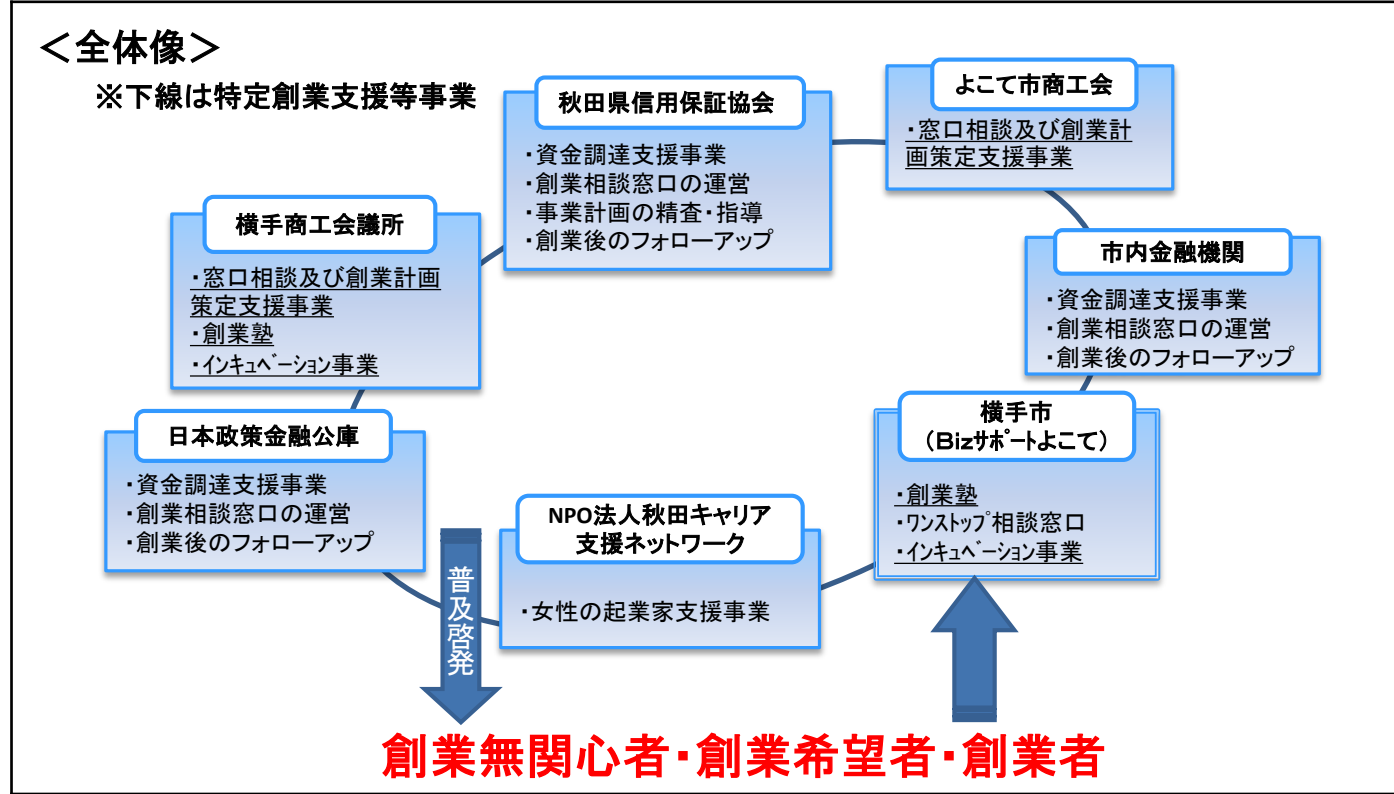 ＜全体像＞
※下線は特定創業支援等事業
秋田県信用保証協会
・資金調達支援事業
・創業相談窓口の運営
・事業計画の精査・指導
・創業後のフォローアップ
よこて市商工会
・窓口相談及び創業計
画策定支援事業
横手商工会議所
・窓口相談及び創業計画
策定支援事業
・創業塾
・ｲﾝｷｭﾍﾞｰｼｮﾝ事業
市内金融機関
・資金調達支援事業
・創業相談窓口の運営
・創業後のフォローアップ
日本政策金融公庫
・資金調達支援事業
・創業相談窓口の運営
・創業後のフォローアップ
NPO法人秋田キャリア
支援ネットワーク
・女性の起業家支援事業
横手市
（Ｂｉｚｻﾎﾟｰﾄよこて）
・創業塾
・ﾜﾝｽﾄｯﾌﾟ相談窓口
・ｲﾝｷｭﾍﾞｰｼｮﾝ事業
普及啓発
創業無関心者・創業希望者・創業者